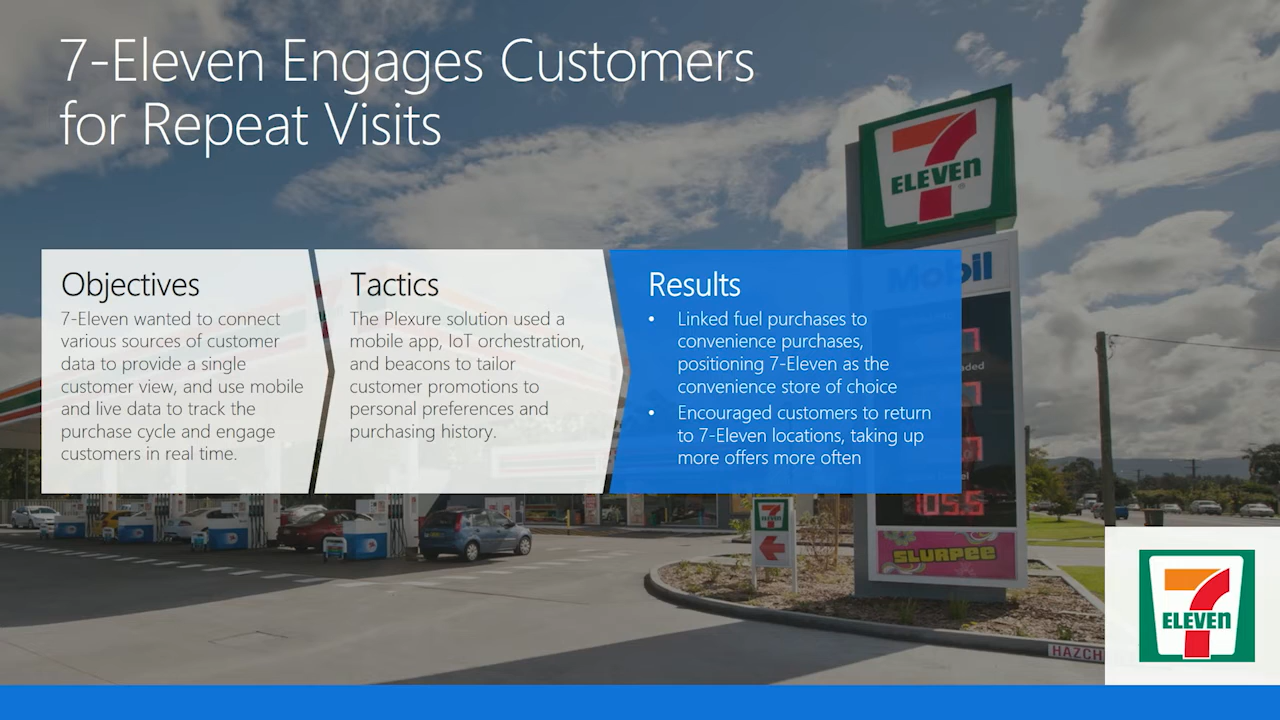 7-Eleven Engages Customers
for Repeat Visits
7
ELEVEN
®
Mobil
Objectives
7-Eleven wanted to connect
various sources of customer
data to provide a single
customer view, and use mobile
and live data to track the
purchase cycle and engage
customers in real time.
Tactics
The Plexure solution used a
mobile app, IoT orchestration,
and beacons to tailor
customer promotions to
personal preferences and
purchasing history.
Results
• Linked fuel purchases to
convenience purchases,
positioning 7-Eleven as the
convenience store of choice
• Encouraged customers to return
to 7-Eleven locations, taking up
more offers more often
105.5
SLURPEE
7
ELEVEN
7
ELEVEN